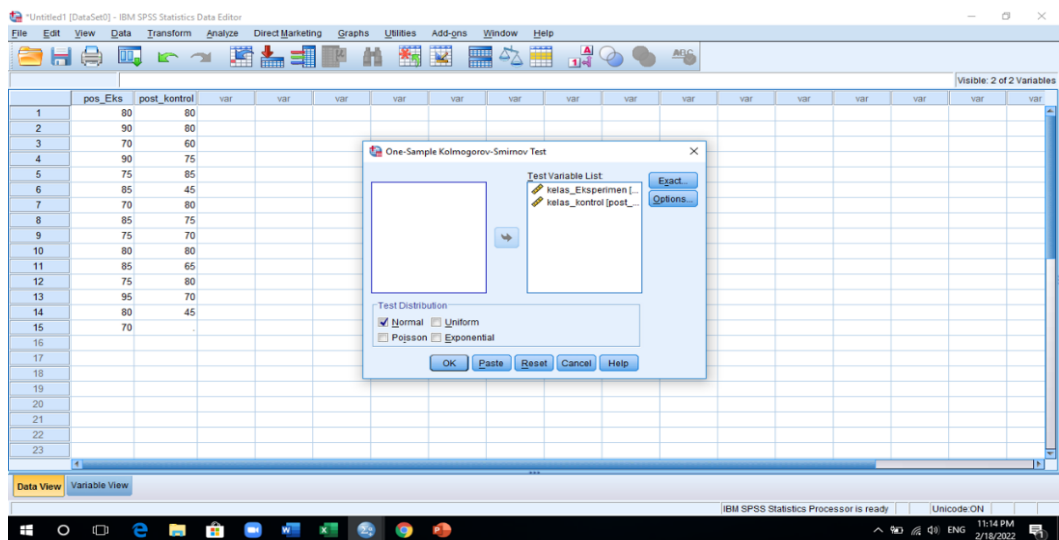 *Untitled1 [DataSet0] - IBM SPSS Statistics Data Editor
File Edit View Data Transform Analyze Direct Marketing Graphs Utilities Add-ons Window Help
Visible: 2 of 2 Variables
pos_Eks post_kontrol var var var var var var var var var var var var var var
1 80 80
2 90 80
3 70 60
4 90 75
5 75 85
6 85 45
7 70 80
8 85 75
9 75 70
10 80 80
11 85 65
12 75 80
13 95 70
14 80 45
15 70 .
16
17
18
19
20
21
22
23
One-Sample Kolmogorov-Smirnov Test
Test Variable List:
kelas_Eksperimen [...
kelas_kontrol [post_...
Exact...
Options...
Test Distribution
Normal Uniform
Poisson Exponential
OK Paste Reset Cancel Help
Data View Variable View
IBM SPSS Statistics Processor is ready Unicode:ON
ENG 11:14 PM
2/18/2022